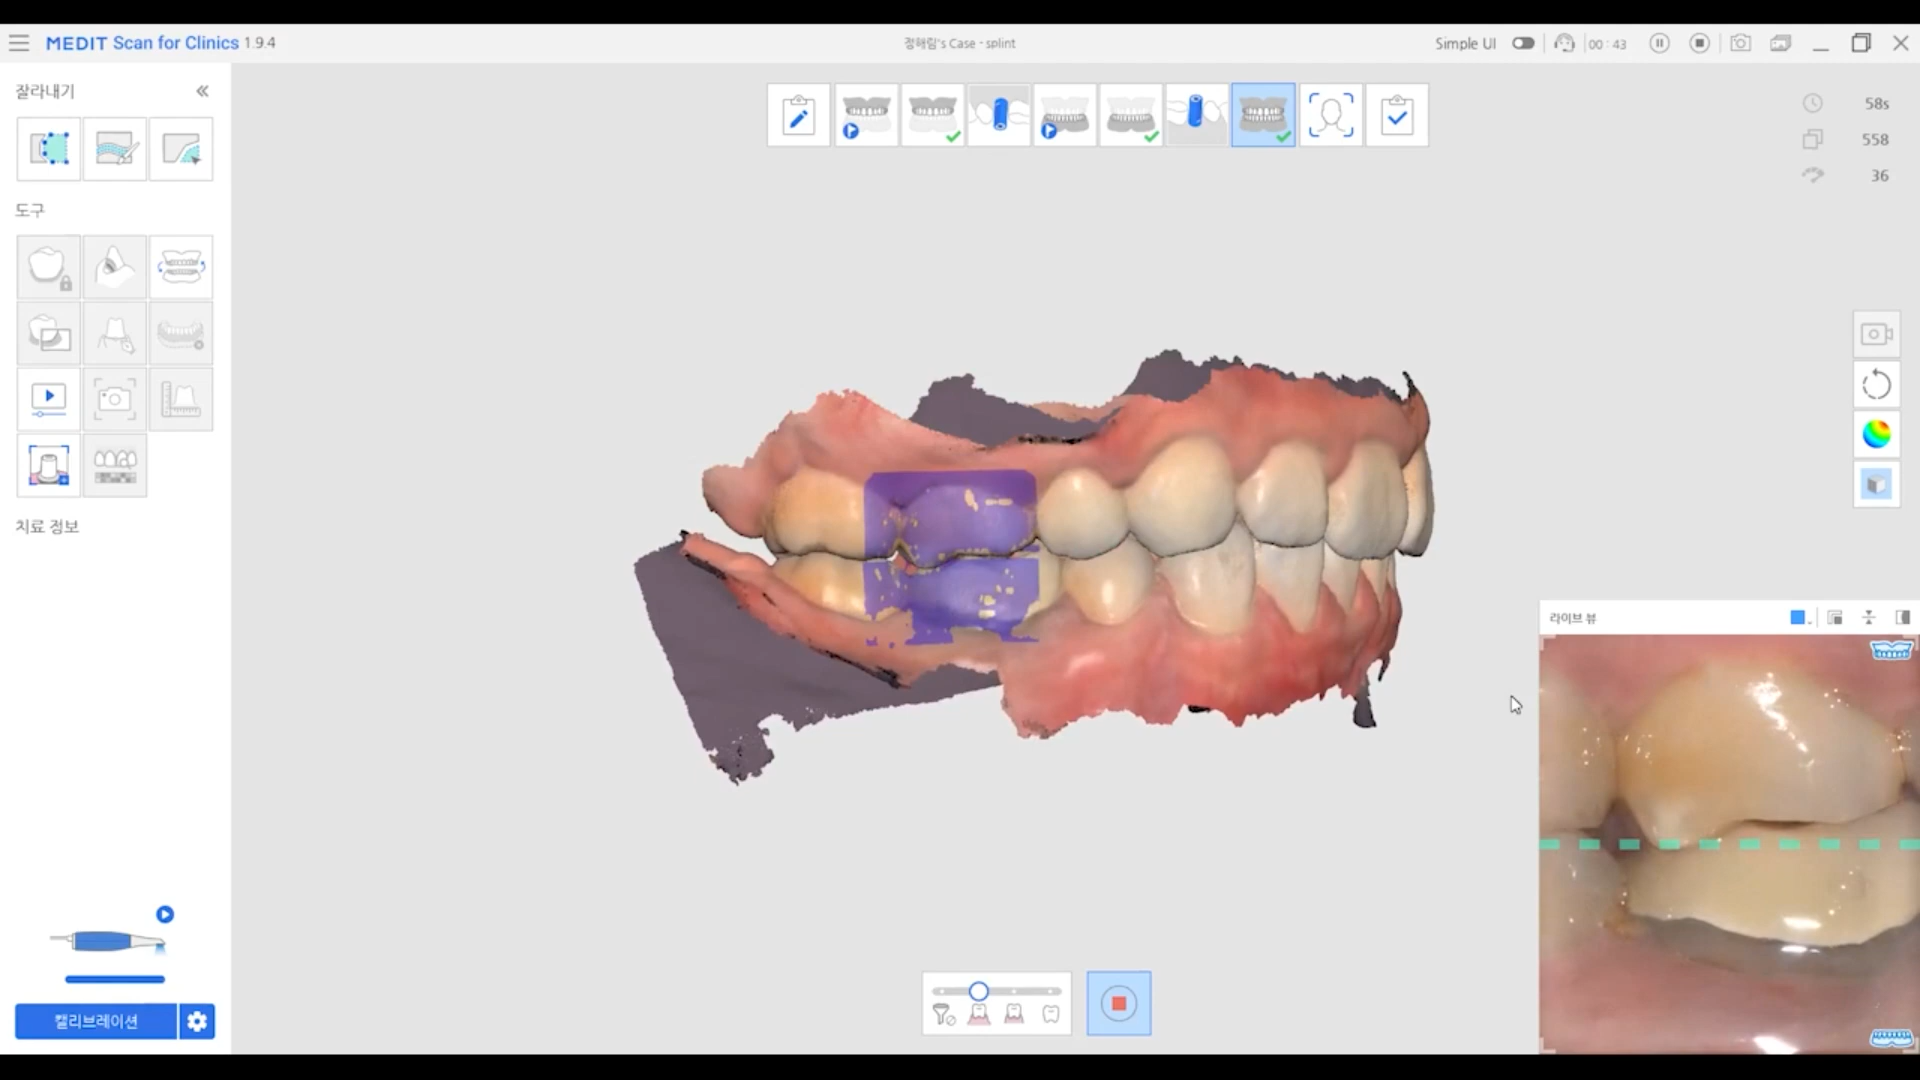 MEDIT Scan for Clinics 1.9.4
정해림's Case - splint
Simple UI
00 : 43
잘라내기
58s
558
36
도구
치료 정보
라이브 뷰
캘리브레이션